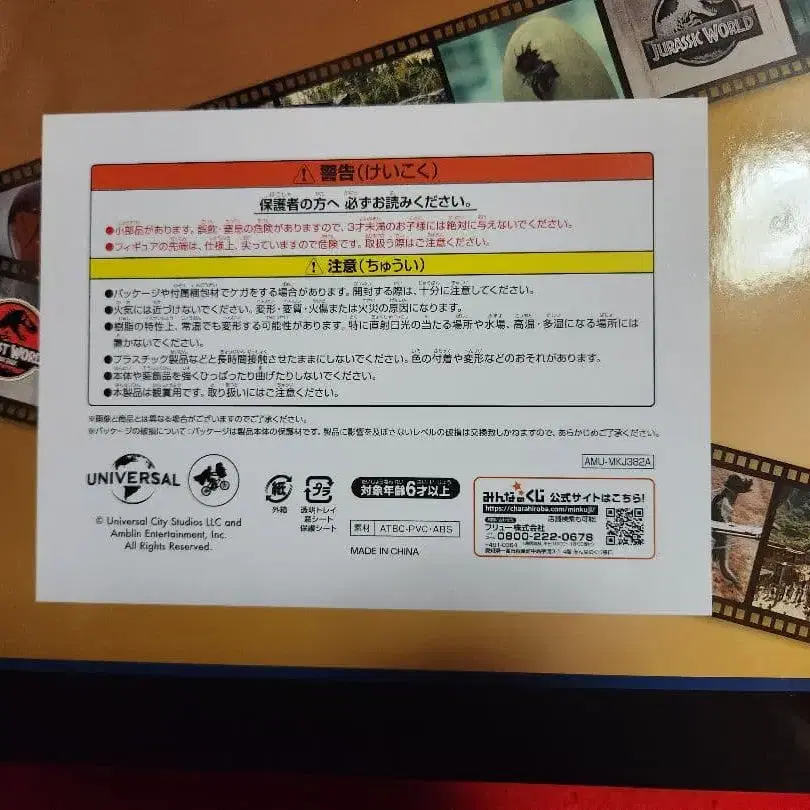 JURASSIC WORLD
警告(けいこく)
保護者の方へ 必ずお読みください。
●小部品があります。誤飲・窒息の危険がありますので、3才未満のお子様には絶対に与えないでください。
●フィギュアの先端は、仕様上、尖っていますので危険です。取扱う際はご注意ください。
注意(ちゅうい)
●パッケージや付属梱包材でケガをする場合があります。開封する際は、十分に注意してください。
●火気には近づけないでください。変形・変質・火傷または火災の原因になります。
●樹脂の特性上、常温でも変形する可能性があります。特に直射日光の当たる場所や水場、高温・多湿になる場所には
置かないでください。
●プラスチック製品などと長時間接触させたままにしないでください。色の付着や変形などのおそれがあります。
●本体や装飾品を強くひっぱったり曲げたりしないでください。
●本製品は観賞用です。取り扱いにはご注意ください。
※画像と商品とは異なる場合がございますのでご了承ください。
※パッケージの破損について:パッケージは製品本体の保護材です。製品に影響を及ぼさないレベルの破損は交換致しかねますので、あらかじめご了承ください。
AMU-MKJ382A
UNIVERSAL
紙
外箱
プラ
透明トレイ
窓シート
保護シート
対象年齢6才以上
素材 ATBC-PVC・ABS
MADE IN CHINA
© Universal City Studios LLC and
Amblin Entertainment, Inc.
All Rights Reserved.
みんなのくじ 公式サイトはこちら!
https://charahiroba.com/minkuji/
店舗検索も可能
フリュー株式会社
0800-222-0678